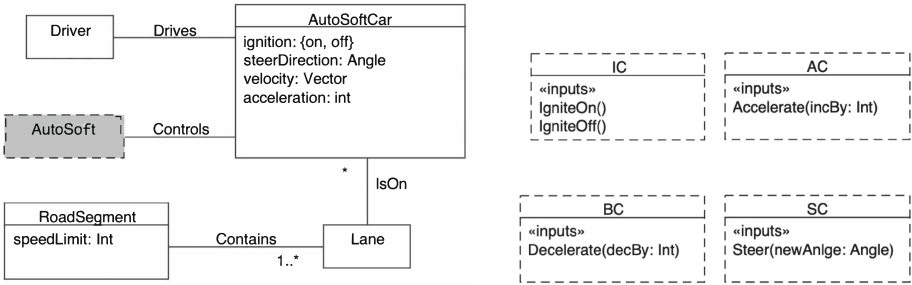 Driver
Drives
AutoSoftCar
ignition: {on, off}
steerDirection: Angle
velocity: Vector
acceleration: int
AutoSoft
Controls
*
IsOn
RoadSegment
speedLimit: Int
Contains
1..*
Lane
IC
«inputs»
IgniteOn()
IgniteOff()
AC
«inputs»
Accelerate(incBy: Int)
BC
«inputs»
Decelerate(decBy: Int)
SC
«inputs»
Steer(newAnlge: Angle)